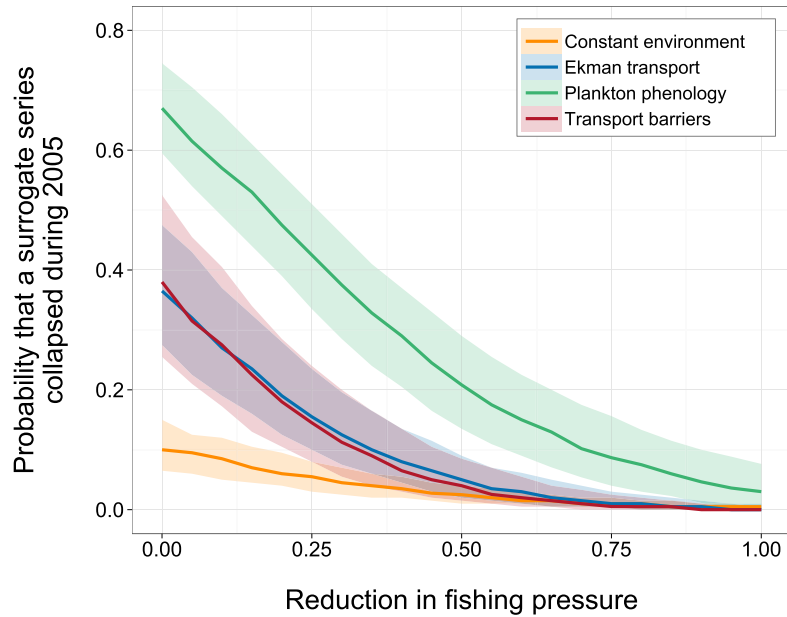 Probability that a surrogate series
collapsed during 2005
0.8
0.6
0.4
0.2
0.0
Constant environment
Ekman transport
Plankton phenology
Transport barriers
0.00 0.25 0.50 0.75 1.00
Reduction in fishing pressure